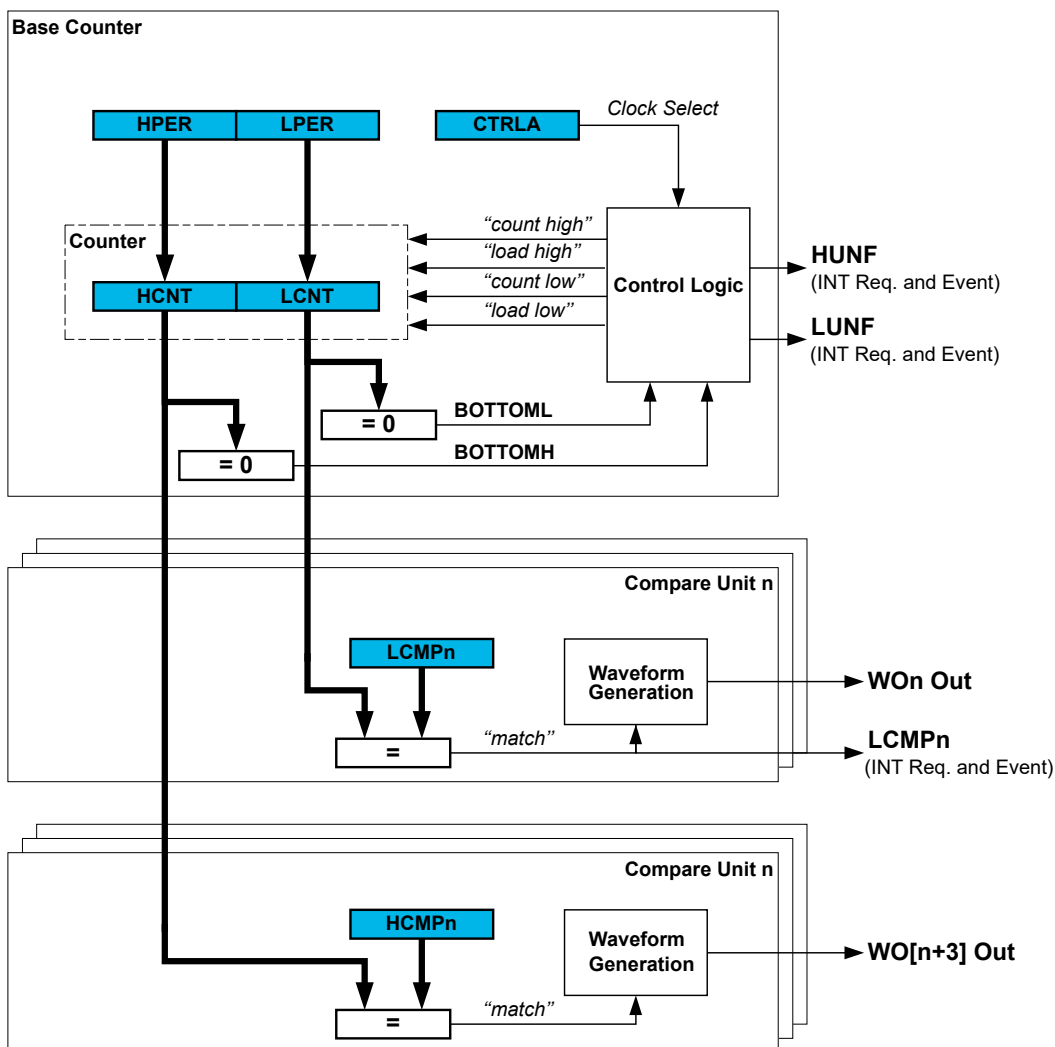 Base Counter
HPER
LPER
CTRLA
Clock Select
Counter
“count high”
“load high”
“count low”
“load low”
HCNT
LCNT
Control Logic
HUNF
(INT Req. and Event)
LUNF
(INT Req. and Event)
= 0
BOTTOML
= 0
BOTTOMH
Compare Unit n
LCMPn
Waveform
Generation
WOn Out
=
“match”
LCMPn
(INT Req. and Event)
Compare Unit n
HCMPn
Waveform
Generation
WO[n+3] Out
=
“match”